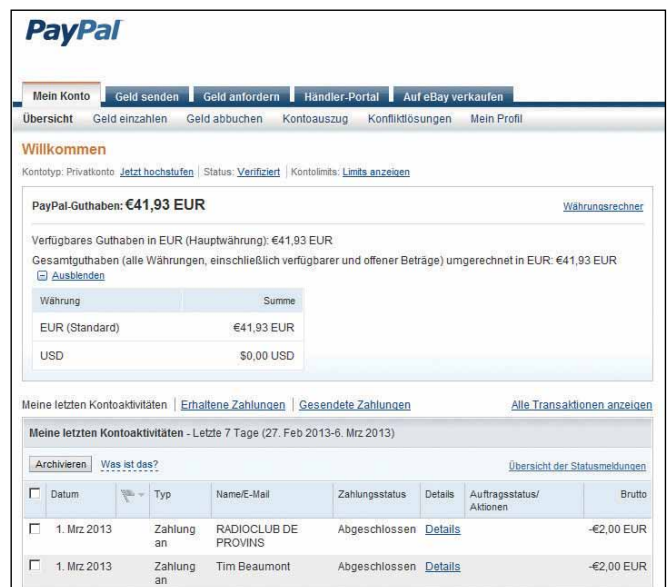 PayPal
Mein Konto Geld senden Geld anfordern Händler-Portal Auf eBay verkaufen
Übersicht Geld einzahlen Geld abbuchen Kontoauszug Konfliktlösungen Mein Profil
Willkommen
Kontotyp: Privatkonto Jetzt hochstufen | Status: Verifiziert | Kontolimits: Limits anzeigen
PayPal-Guthaben: €41,93 EUR Währungsrechner
Verfügbares Guthaben in EUR (Hauptwährung): €41,93 EUR
Gesamtguthaben (alle Währungen, einschließlich verfügbarer und offener Beträge) umgerechnet in EUR: €41,93 EUR
Ausblenden
Währung Summe
EUR (Standard) €41,93 EUR
USD $0,00 USD
Meine letzten Kontoaktivitäten | Erhaltene Zahlungen | Gesendete Zahlungen Alle Transaktionen anzeigen
Meine letzten Kontoaktivitäten - Letzte 7 Tage (27. Feb 2013-6. Mrz 2013)
Archivieren Was ist das? Übersicht der Statusmeldungen
Datum Typ Name/E-Mail Zahlungsstatus Details Auftragsstatus/ Brutto
Aktionen
1. Mrz 2013 Zahlung RADIOCLUB DE Abgeschlossen Details -€2,00 EUR
an PROVINS
1. Mrz 2013 Zahlung Tim Beaumont Abgeschlossen Details -€2,00 EUR
an